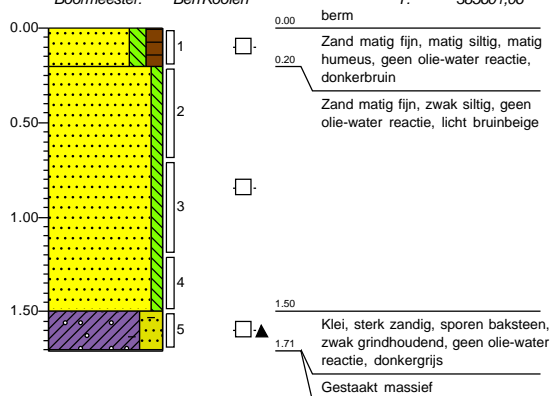 Boormeester: Ben Koolen
0.00
0.50
1.00
1.50
1
2
3
4
5
0.00 berm
Zand matig fijn, matig siltig, matig
humeus, geen olie-water reactie,
donkerbruin
0.20
Zand matig fijn, zwak siltig, geen
olie-water reactie, licht bruinbeige
1.50
Klei, sterk zandig, sporen baksteen,
zwak grindhoudend, geen olie-water
reactie, donkergrijs
1.71
Gestaakt massief